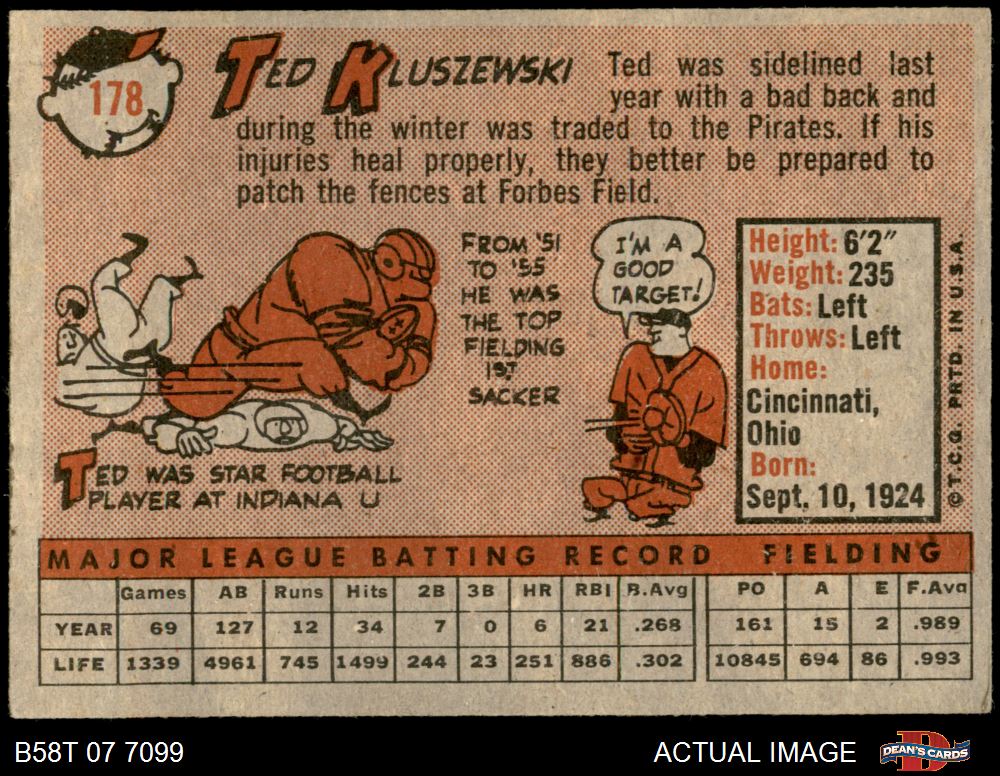 178
TED KLUSZEWSKI
Ted was sidelined last
year with a bad back and
during the winter was traded to the Pirates. If his
injuries heal properly, they better be prepared to
patch the fences at Forbes Field.
FROM '51
TO '55
HE WAS
THE TOP
FIELDING
1ST
SACKER
I'M A
GOOD
TARGET!
TED WAS STAR FOOTBALL
PLAYER AT INDIANA U
Height: 6'2"
Weight: 235
Bats: Left
Throws: Left
Home:
Cincinnati,
Ohio
Born:
Sept. 10, 1924
© T.C.G. PRTD. IN U.S.A.
MAJOR LEAGUE BATTING RECORD FIELDING
Games AB Runs Hits 2B 3B HR RBI B.Avg PO A E F.Avg
YEAR 69 127 12 34 7 0 6 21 .268 161 15 2 .989
LIFE 1339 4961 745 1499 244 23 251 886 .302 10845 694 86 .993
B58T 07 7099
ACTUAL IMAGE
D
DEAN'S CARDS